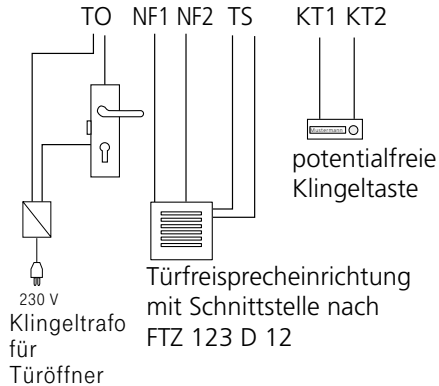 TO NF1 NF2 TS KT1 KT2
Mustermann
potentialfreie
Klingeltaste
230 V
Klingeltrafo
für
Türöffner
Türfreisprecheinrichtung
mit Schnittstelle nach
FTZ 123 D 12